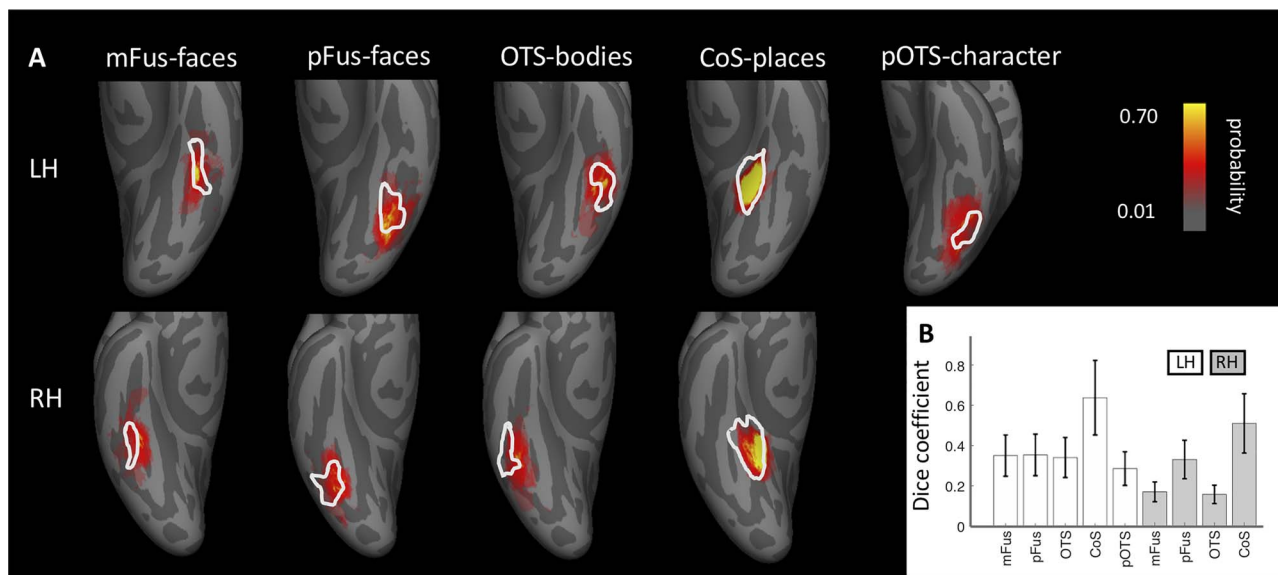 A
mFus-faces
pFus-faces
OTS-bodies
CoS-places
pOTS-character
LH
0.70
0.01
probability
RH
B
LH
RH
Dice coefficient
0.8
0.6
0.4
0.2
0
mFus
pFus
OTS
CoS
pOTS
mFus
pFus
OTS
CoS